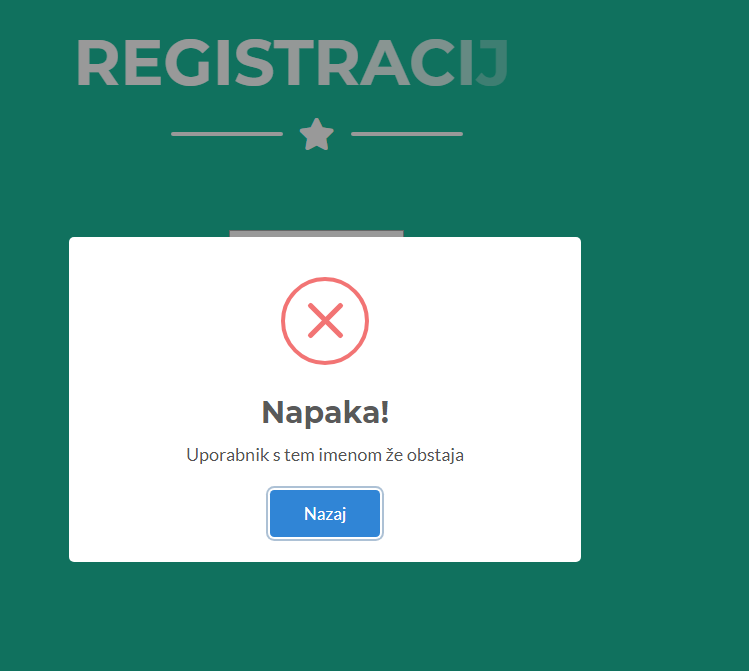 REGISTRACIJ
Napaka!
Uporabnik s tem imenom že obstaja
Nazaj